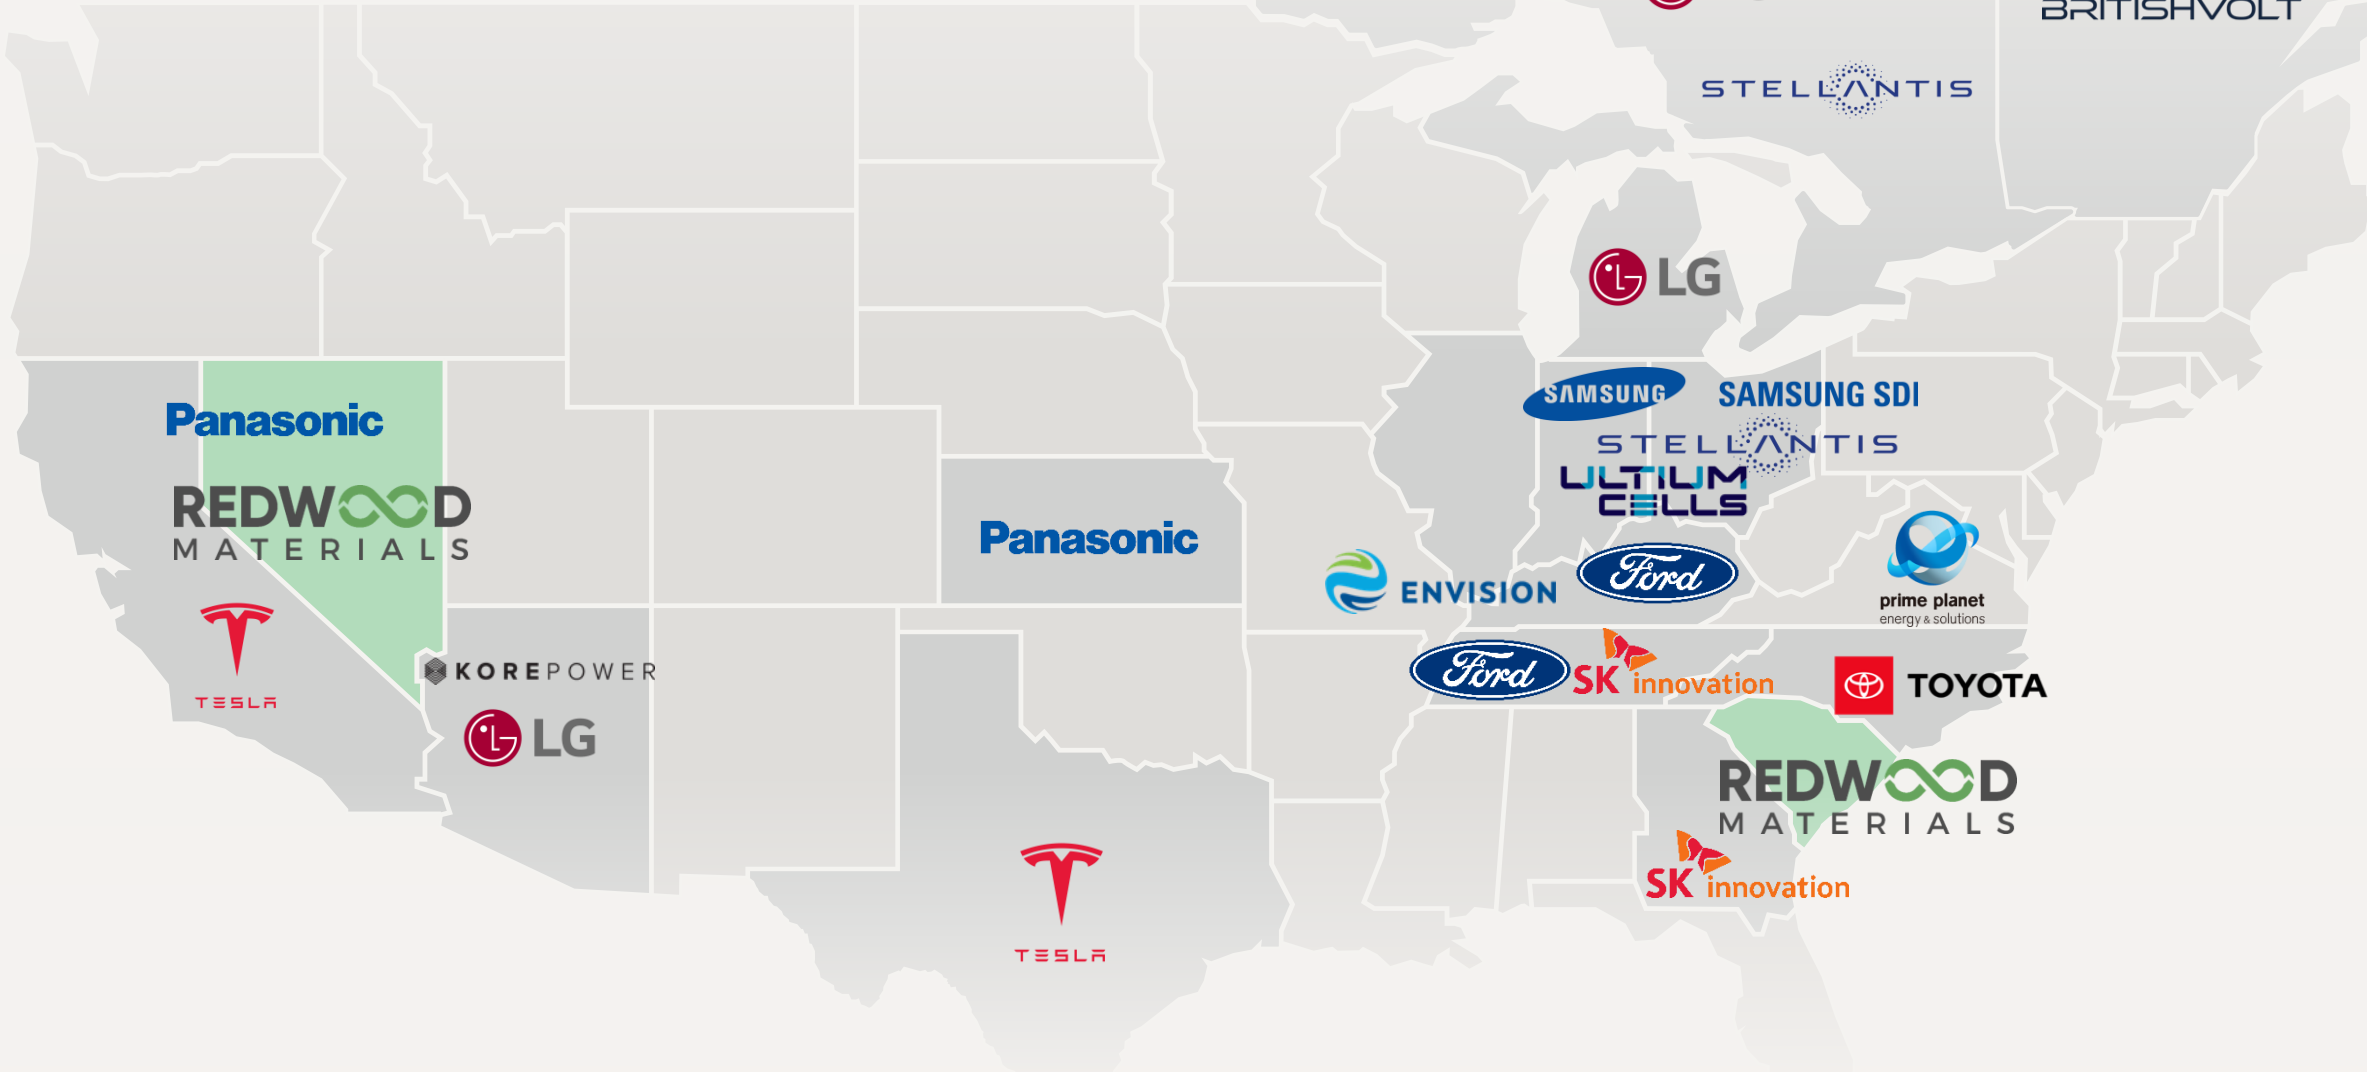 BRITISHVOLT
STELLANTIS
LG
SAMSUNG
SAMSUNG SDI
STELLANTIS
ULTIUM
CELLS
Panasonic
REDWOOD
MATERIALS
Panasonic
ENVISION
Ford
prime planet
energy & solutions
TESLA
KOREPOWER
LG
Ford
SK innovation
TOYOTA
REDWOOD
MATERIALS
SK innovation
TESLA